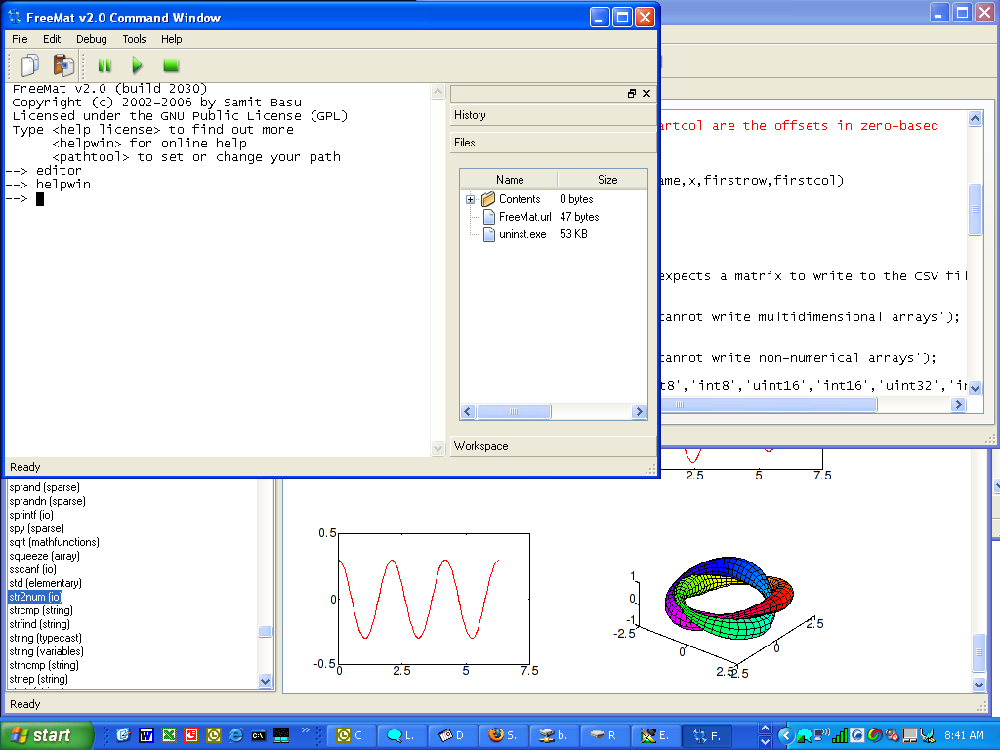 FreeMat v2.0 Command Window
File Edit Debug Tools Help
FreeMat v2.0 (build 2030)
Copyright (c) 2002-2006 by Samit Basu
Licensed under the GNU Public License (GPL)
Type <help license> to find out more
<helpwin> for online help
<pathtool> to set or change your path
--> editor
--> helpwin
-->
History
Files
Name Size
Contents 0 bytes
FreeMat.url 47 bytes
uninst.exe 53 KB
Workspace
Ready
artcol are the offsets in zero-based
ame,x,firstrow,firstcol)
expects a matrix to write to the CSV fil
cannot write multidimensional arrays');
cannot write non-numerical arrays');
t8','int8','uint16','int16','uint32','in
2.5 5 7.5
sprand (sparse)
sprandn (sparse)
sprintf (io)
spy (sparse)
sqrt (mathfunctions)
squeeze (array)
sscanf (io)
std (elementary)
str2num (io)
strcmp (string)
strfind (string)
string (typecast)
string (variables)
strncmp (string)
strrep (string)
0.5
0
-0.5
0 2.5 5 7.5
1
0
-1
-2.5
0
2.5
2.5
0
2.5
Ready
start
C
L.
D
S.
b.
R
E.
F.
8:41 AM